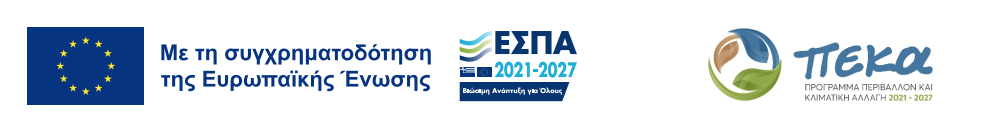 Με τη συγχρηματοδότηση
της Ευρωπαϊκής Ένωσης
ΕΣΠΑ
2021-2027
Βιώσιμη Ανάπτυξη για Όλους
πεκα
ΠΡΟΓΡΑΜΜΑ ΠΕΡΙΒΑΛΛΟΝ ΚΑΙ
ΚΛΙΜΑΤΙΚΗ ΑΛΛΑΓΗ 2021 - 2027